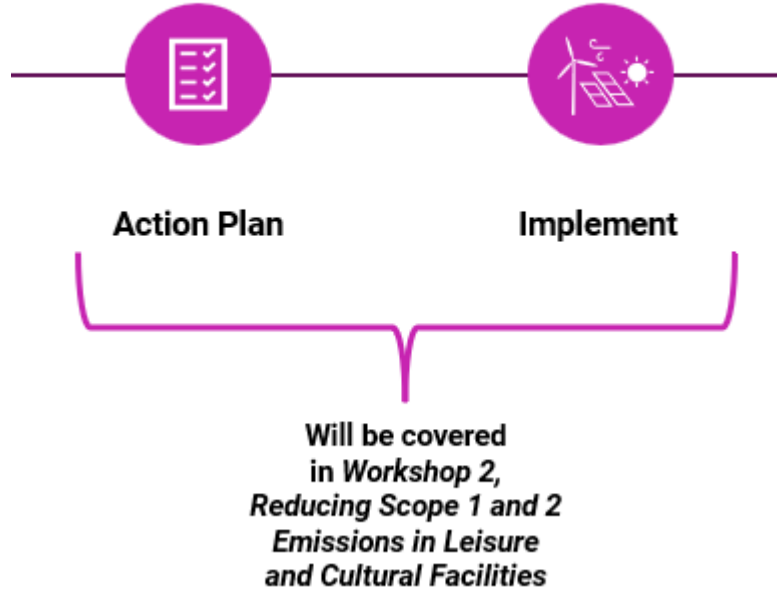 Action Plan
Implement
Will be covered
in Workshop 2,
Reducing Scope 1 and 2
Emissions in Leisure
and Cultural Facilities